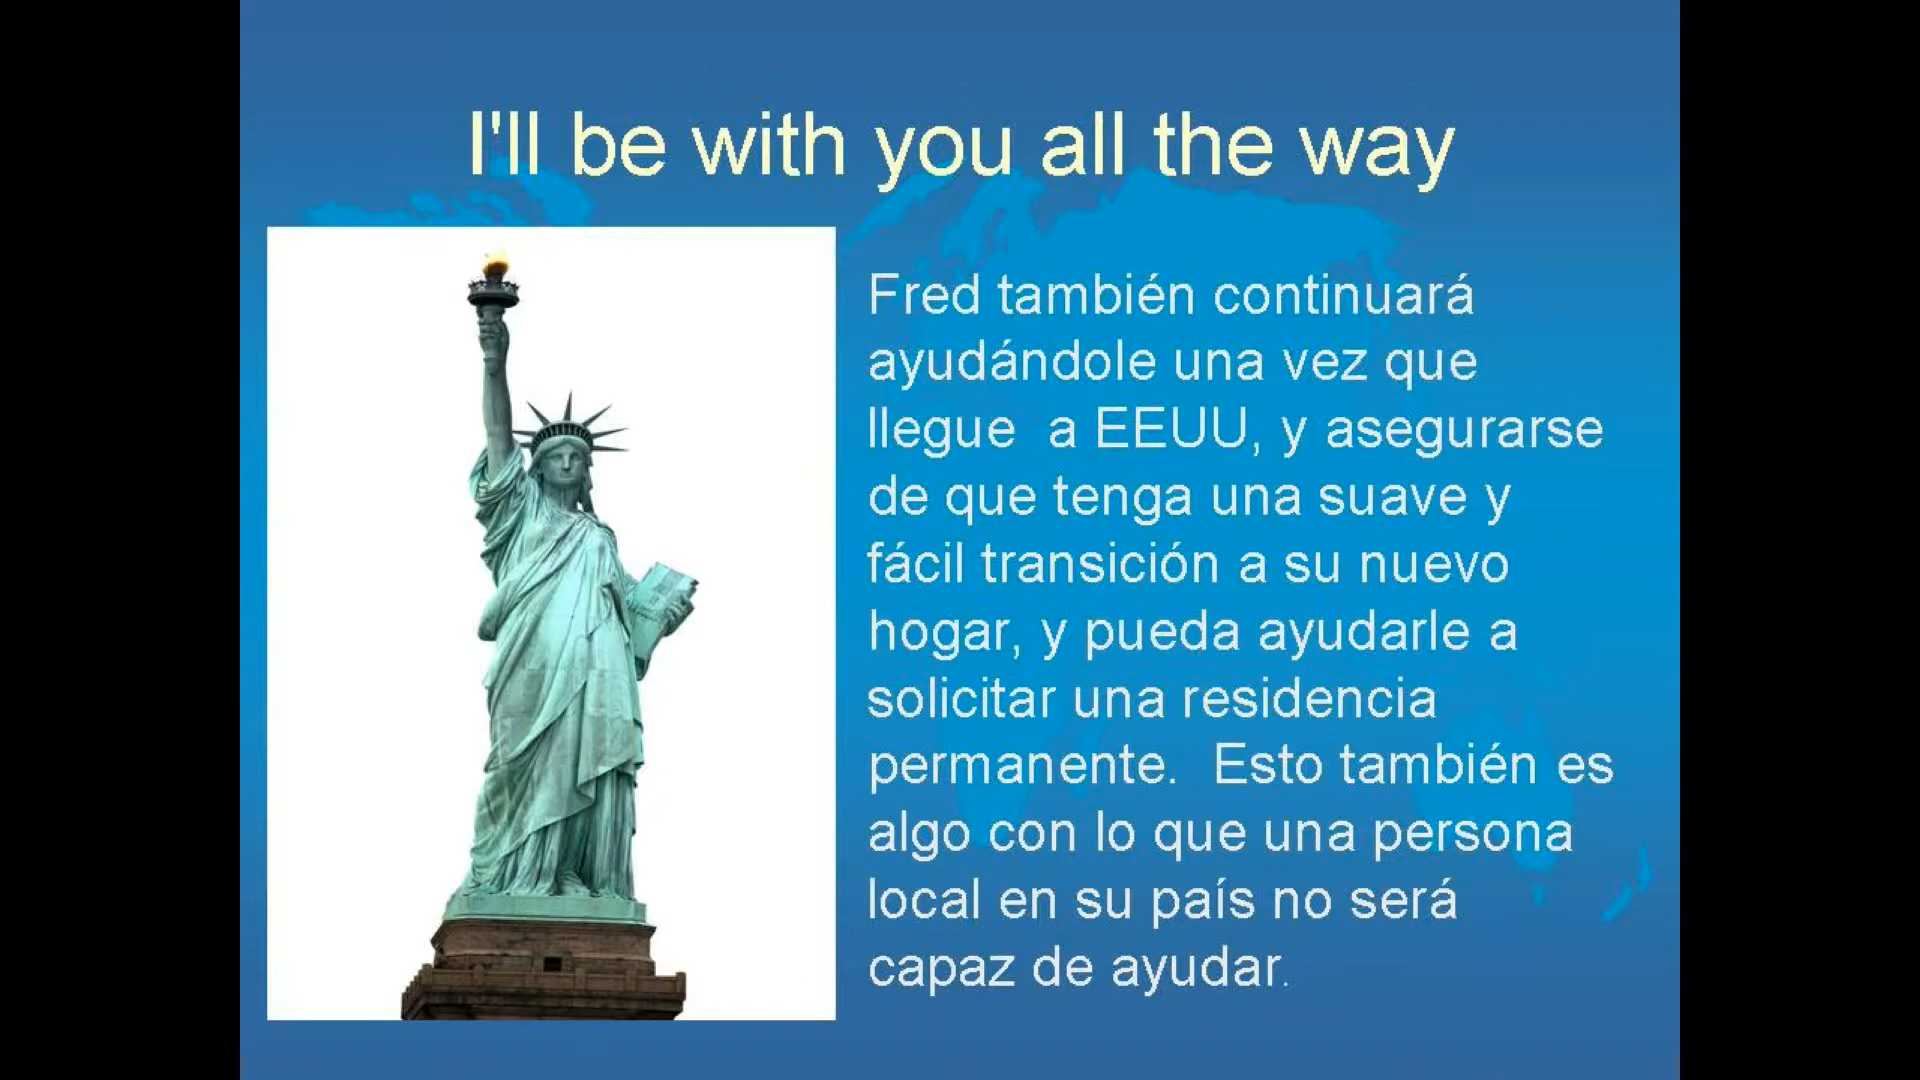 I'll be with you all the way
Fred también continuará
ayudándole una vez que
llegue  a EEUU, y asegurarse
de que tenga una suave y
fácil transición a su nuevo
hogar, y pueda ayudarle a
solicitar una residencia
permanente.  Esto también es
algo con lo que una persona
local en su país no será
capaz de ayudar.